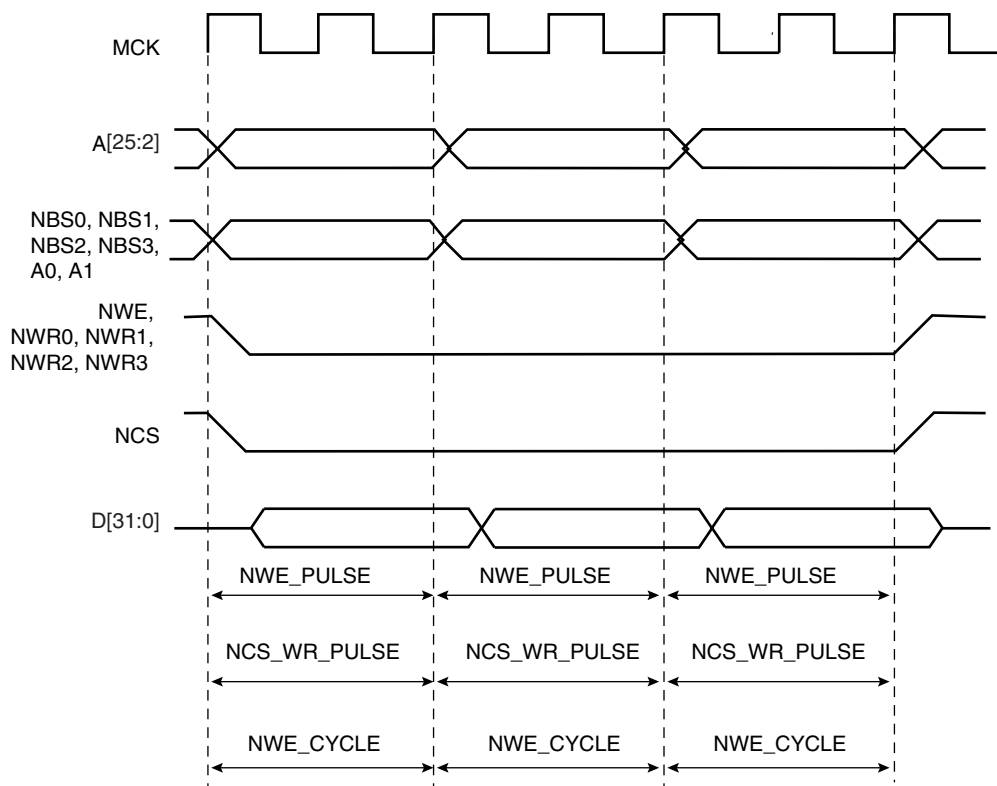 MCK
A[25:2]
NBS0, NBS1,
NBS2, NBS3,
A0, A1
NWE,
NWR0, NWR1,
NWR2, NWR3
NCS
D[31:0]
NWE_PULSE NWE_PULSE NWE_PULSE
NCS_WR_PULSE NCS_WR_PULSE NCS_WR_PULSE
NWE_CYCLE NWE_CYCLE NWE_CYCLE